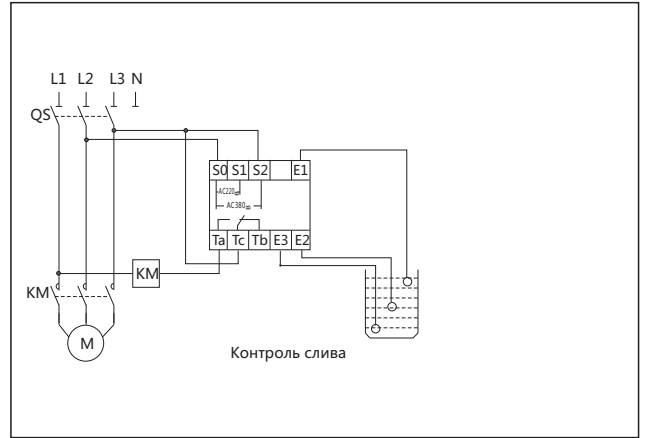 L1 L2 L3 N
QS
S0 S1 S2 E1
AC220
AC380
Ta Tc Tb E3 E2
KM
KM
M
Контроль слива